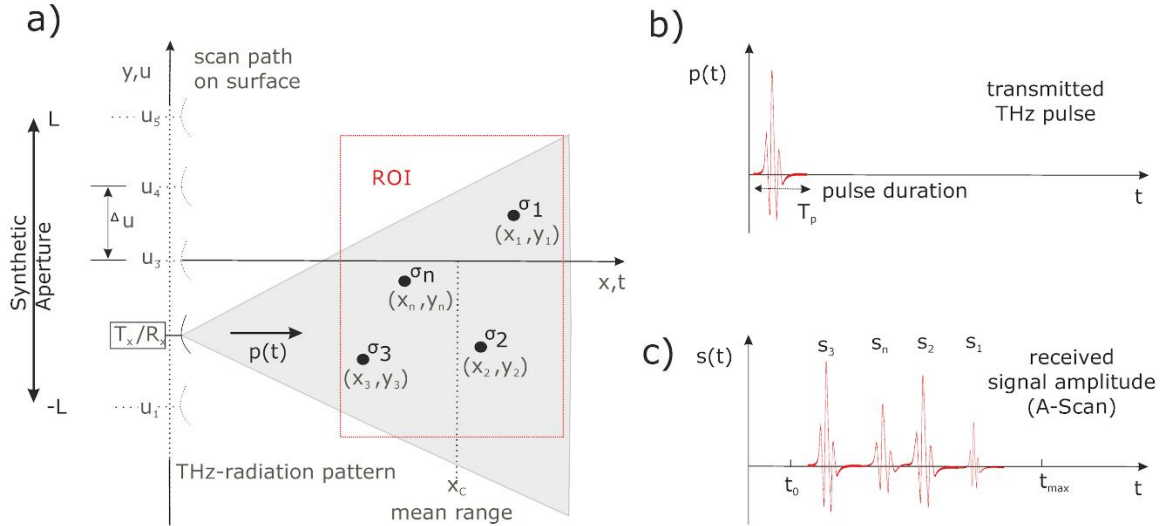 a)
y,u
scan path
on surface
L
u₅
u₄
Δu
u₃
Synthetic
Aperture
Tₓ/Rₓ
p(t)
-L
u₁
ROI
σ1
(x₁,y₁)
x,t
σn
(xₙ,yₙ)
σ2
(x₂,y₂)
σ3
(x₃,y₃)
THz-radiation pattern
x_c
mean range
b)
p(t)
transmitted
THz pulse
pulse duration
Tₚ
t
c)
s(t)
s₃
sₙ
s₂
s₁
received
signal amplitude
(A-Scan)
t₀
t_max
t